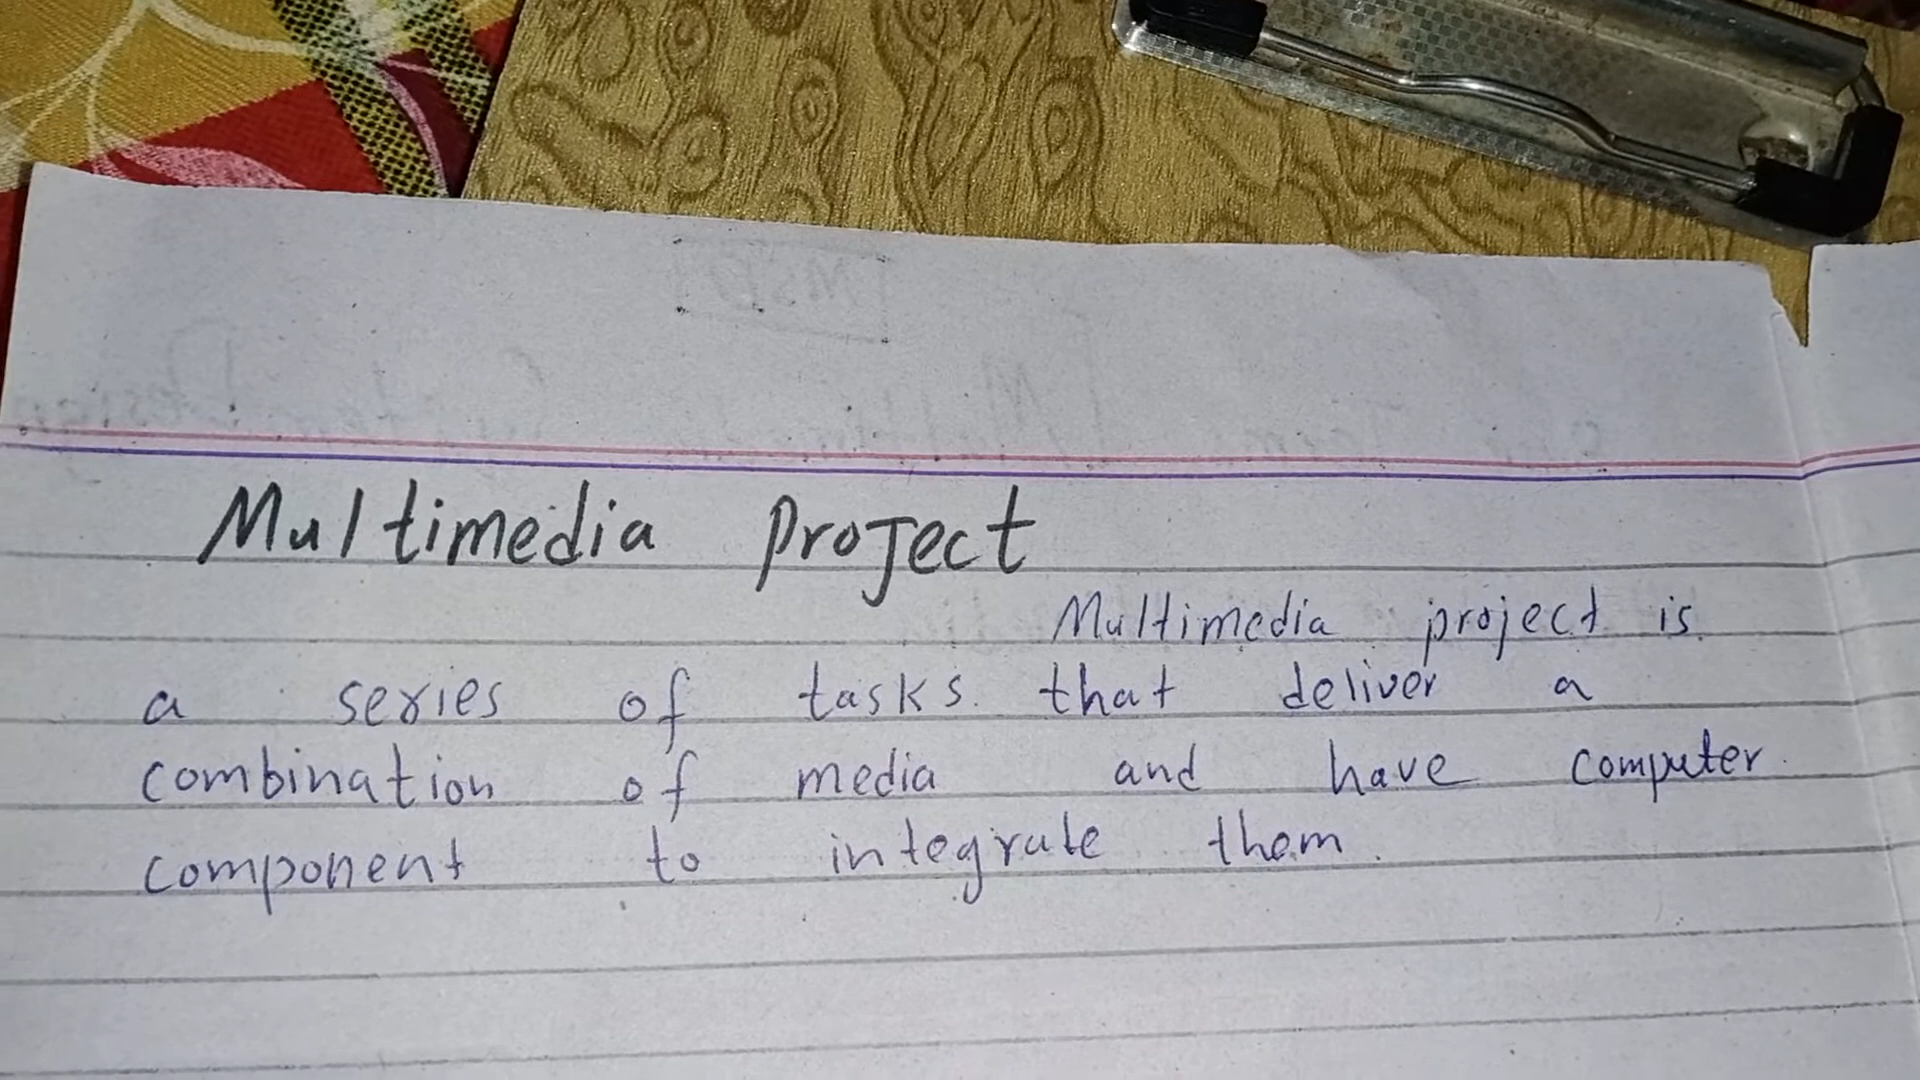 Multimedia Project
Multimedia project is
a series of tasks. that deliver a
combination of media and have computer
component to integrate them.